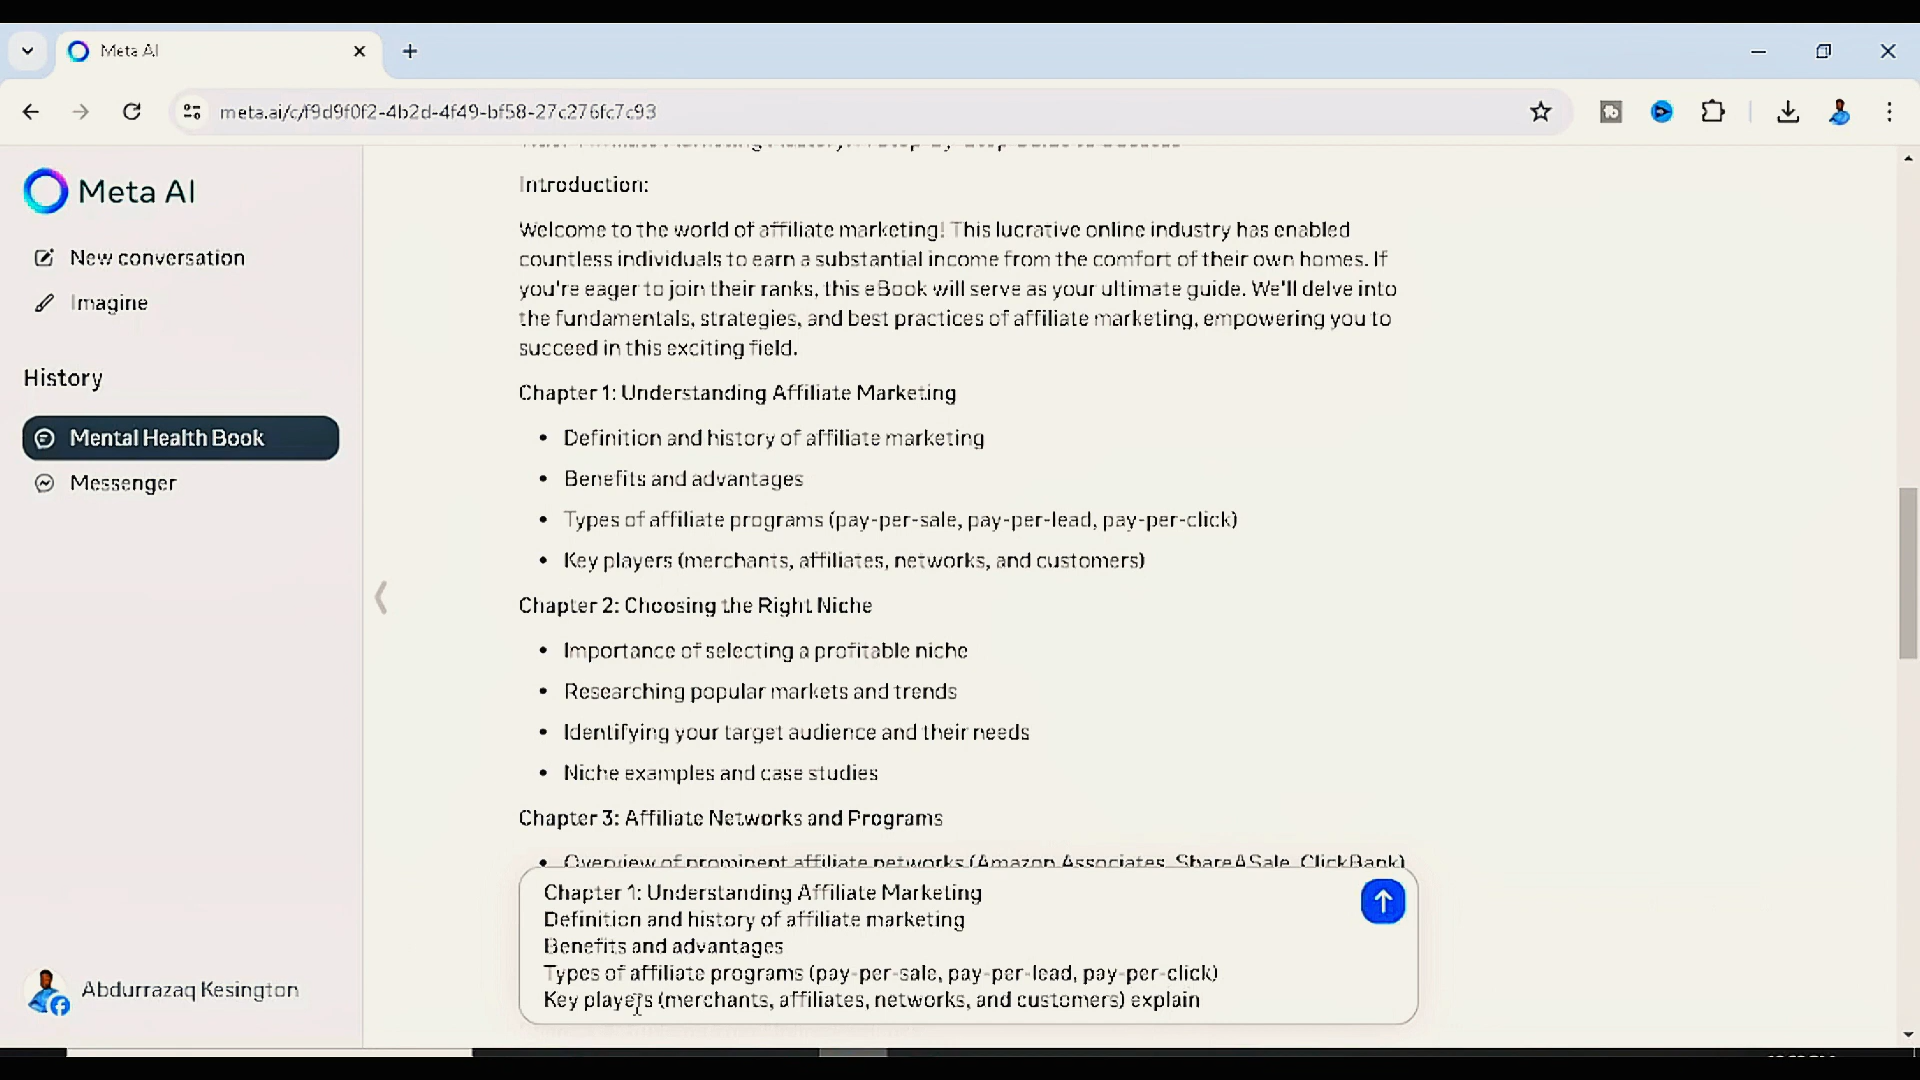 Meta AI
meta.ai/c/f9d9f0f2-4b2d-4f49-bf58-27c276fc7c93
Meta AI
New conversation
Imagine
History
Mental Health Book
Messenger
Abdurrazaq Kesington
Introduction:
Welcome to the world of affiliate marketing! This lucrative online industry has enabled
countless individuals to earn a substantial income from the comfort of their own homes. If
you're eager to join their ranks, this eBook will serve as your ultimate guide. We'll delve into
the fundamentals, strategies, and best practices of affiliate marketing, empowering you to
succeed in this exciting field.
Chapter 1: Understanding Affiliate Marketing
• Definition and history of affiliate marketing
• Benefits and advantages
• Types of affiliate programs (pay-per-sale, pay-per-lead, pay-per-click)
• Key players (merchants, affiliates, networks, and customers)
Chapter 2: Choosing the Right Niche
• Importance of selecting a profitable niche
• Researching popular markets and trends
• Identifying your target audience and their needs
• Niche examples and case studies
Chapter 3: Affiliate Networks and Programs
• Overview of prominent affiliate networks (Amazon Associates, ShareASale, ClickBank)
Chapter 1: Understanding Affiliate Marketing
Definition and history of affiliate marketing
Benefits and advantages
Types of affiliate programs (pay-per-sale, pay-per-lead, pay-per-click)
Key players (merchants, affiliates, networks, and customers) explain